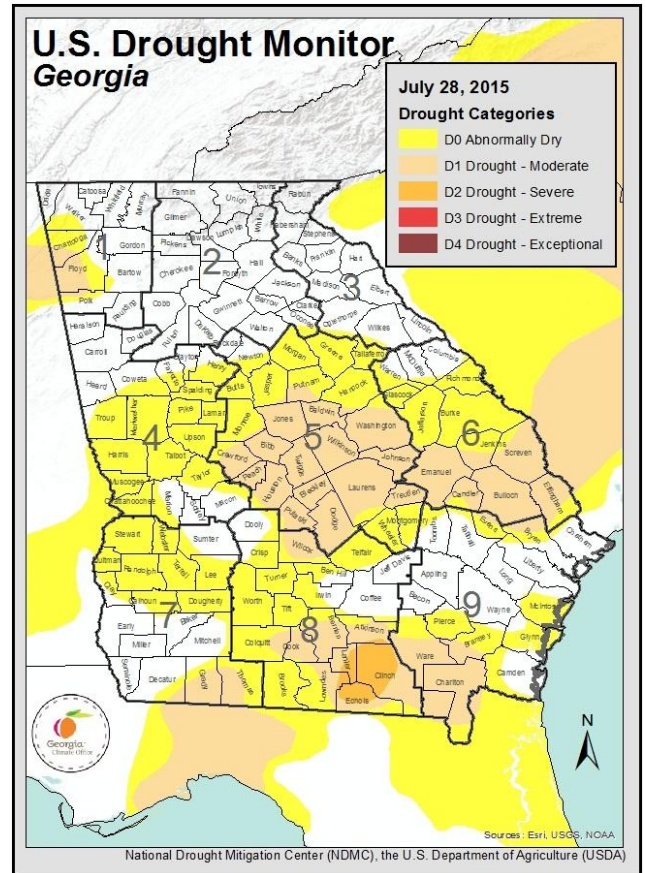 U.S. Drought Monitor
Georgia
July 28, 2015
Drought Categories
D0 Abnormally Dry
D1 Drought - Moderate
D2 Drought - Severe
D3 Drought - Extreme
D4 Drought - Exceptional
Dade
Catoosa
Whitfield
Murray
Walker
Chattooga
Gordon
Floyd
Bartow
Polk
Paulding
1
Fannin
Union
Towns
Rabun
Gilmer
White
Lumpkin
Dawson
Pickens
Cherokee
Forsyth
Hall
Jackson
Cobb
Gwinnett
Barrow
Walton
Fulton
2
Stephens
Banks
Franklin
Hart
Madison
Elbert
Clarke
Oglethorpe
Wilkes
Lincoln
3
Haralson
Douglas
Carroll
Clayton
Henry
Heard
Coweta
Fayette
Spalding
Troup
Meriwether
Pike
Lamar
Upson
Harris
Talbot
Taylor
Muscogee
Chattahoochee
Marion
Macon
4
Newton
Morgan
Greene
Taliaferro
Butts
Jasper
Putnam
Hancock
Monroe
Jones
Baldwin
Washington
Bibb
Wilkinson
Johnson
Crawford
Peach
Twiggs
Houston
Bleckley
Laurens
Treutlen
Pulaski
Dodge
Wheeler
Montgomery
5
Warren
McDuffie
Columbia
Richmond
Glascock
Jefferson
Burke
Jenkins
Screven
Emanuel
Candler
Bulloch
Effingham
6
Stewart
Webster
Sumter
Quitman
Randolph
Terrell
Lee
Clay
Calhoun
Dougherty
Early
Baker
Miller
Mitchell
Seminole
Decatur
Grady
Thomas
7
Dooly
Crisp
Wilcox
Telfair
Turner
Ben Hill
Jeff Davis
Worth
Tift
Irwin
Coffee
Colquitt
Cook
Berrien
Atkinson
Lanier
Clinch
Brooks
Lowndes
Echols
8
Toombs
Tattnall
Evans
Bryan
Chatham
Liberty
Appling
Long
Bacon
Wayne
McIntosh
Pierce
Brantley
Glynn
Ware
Charlton
Camden
9
Georgia
Climate Office
N
Sources: Esri, USGS, NOAA
National Drought Mitigation Center (NDMC), the U.S. Department of Agriculture (USDA)